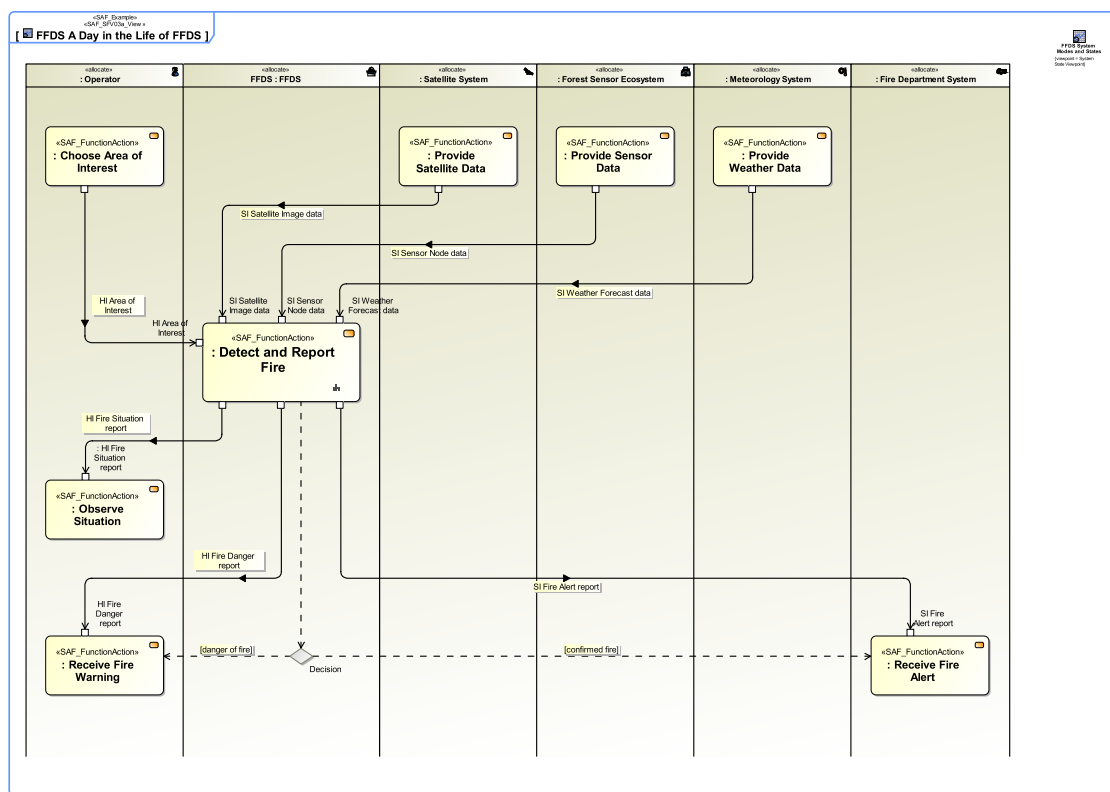 «SAF_Example»
«SAF_SFV03a_View »
[ FFDS A Day in the Life of FFDS ]
FFDS System
Modes and States
[viewpoint = System
State Viewpoint]
«allocate»
: Operator
«allocate»
FFDS : FFDS
«allocate»
: Satellite System
«allocate»
: Forest Sensor Ecosystem
«allocate»
: Meteorology System
«allocate»
: Fire Department System
«SAF_FunctionAction»
: Choose Area of
Interest
«SAF_FunctionAction»
: Provide
Satellite Data
«SAF_FunctionAction»
: Provide Sensor
Data
«SAF_FunctionAction»
: Provide
Weather Data
SI Satellite Image data
SI Sensor Node data
SI Weather Forecast data
HI Area of
Interest
HI Area of
Interest
SI Satellite
Image data
SI Sensor
Node data
SI Weather
Forecast data
«SAF_FunctionAction»
: Detect and Report
Fire
HI Fire Situation
report
: HI Fire
Situation
report
«SAF_FunctionAction»
: Observe
Situation
HI Fire Danger
report
SI Fire Alert report
HI Fire
Danger
report
SI Fire
Alert report
«SAF_FunctionAction»
: Receive Fire
Warning
[danger of fire]
Decision
[confirmed fire]
«SAF_FunctionAction»
: Receive Fire
Alert